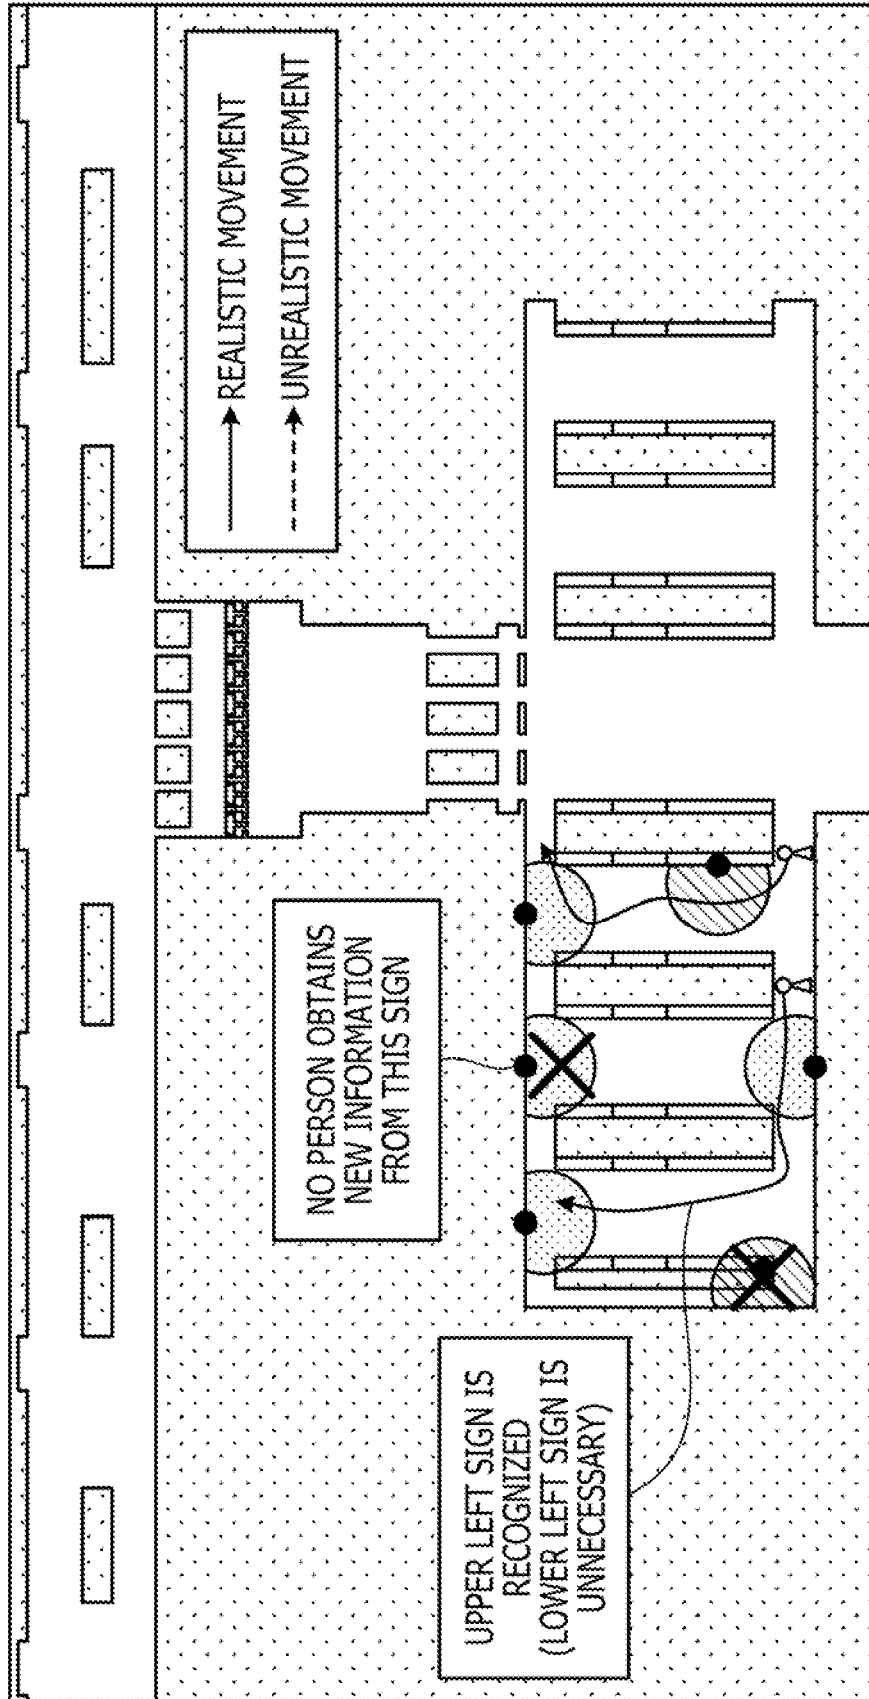 UPPER LEFT SIGN IS
RECOGNIZED
(LOWER LEFT SIGN IS
UNNECESSARY)
NO PERSON OBTAINS
NEW INFORMATION
FROM THIS SIGN
REALISTIC MOVEMENT
UNREALISTIC MOVEMENT